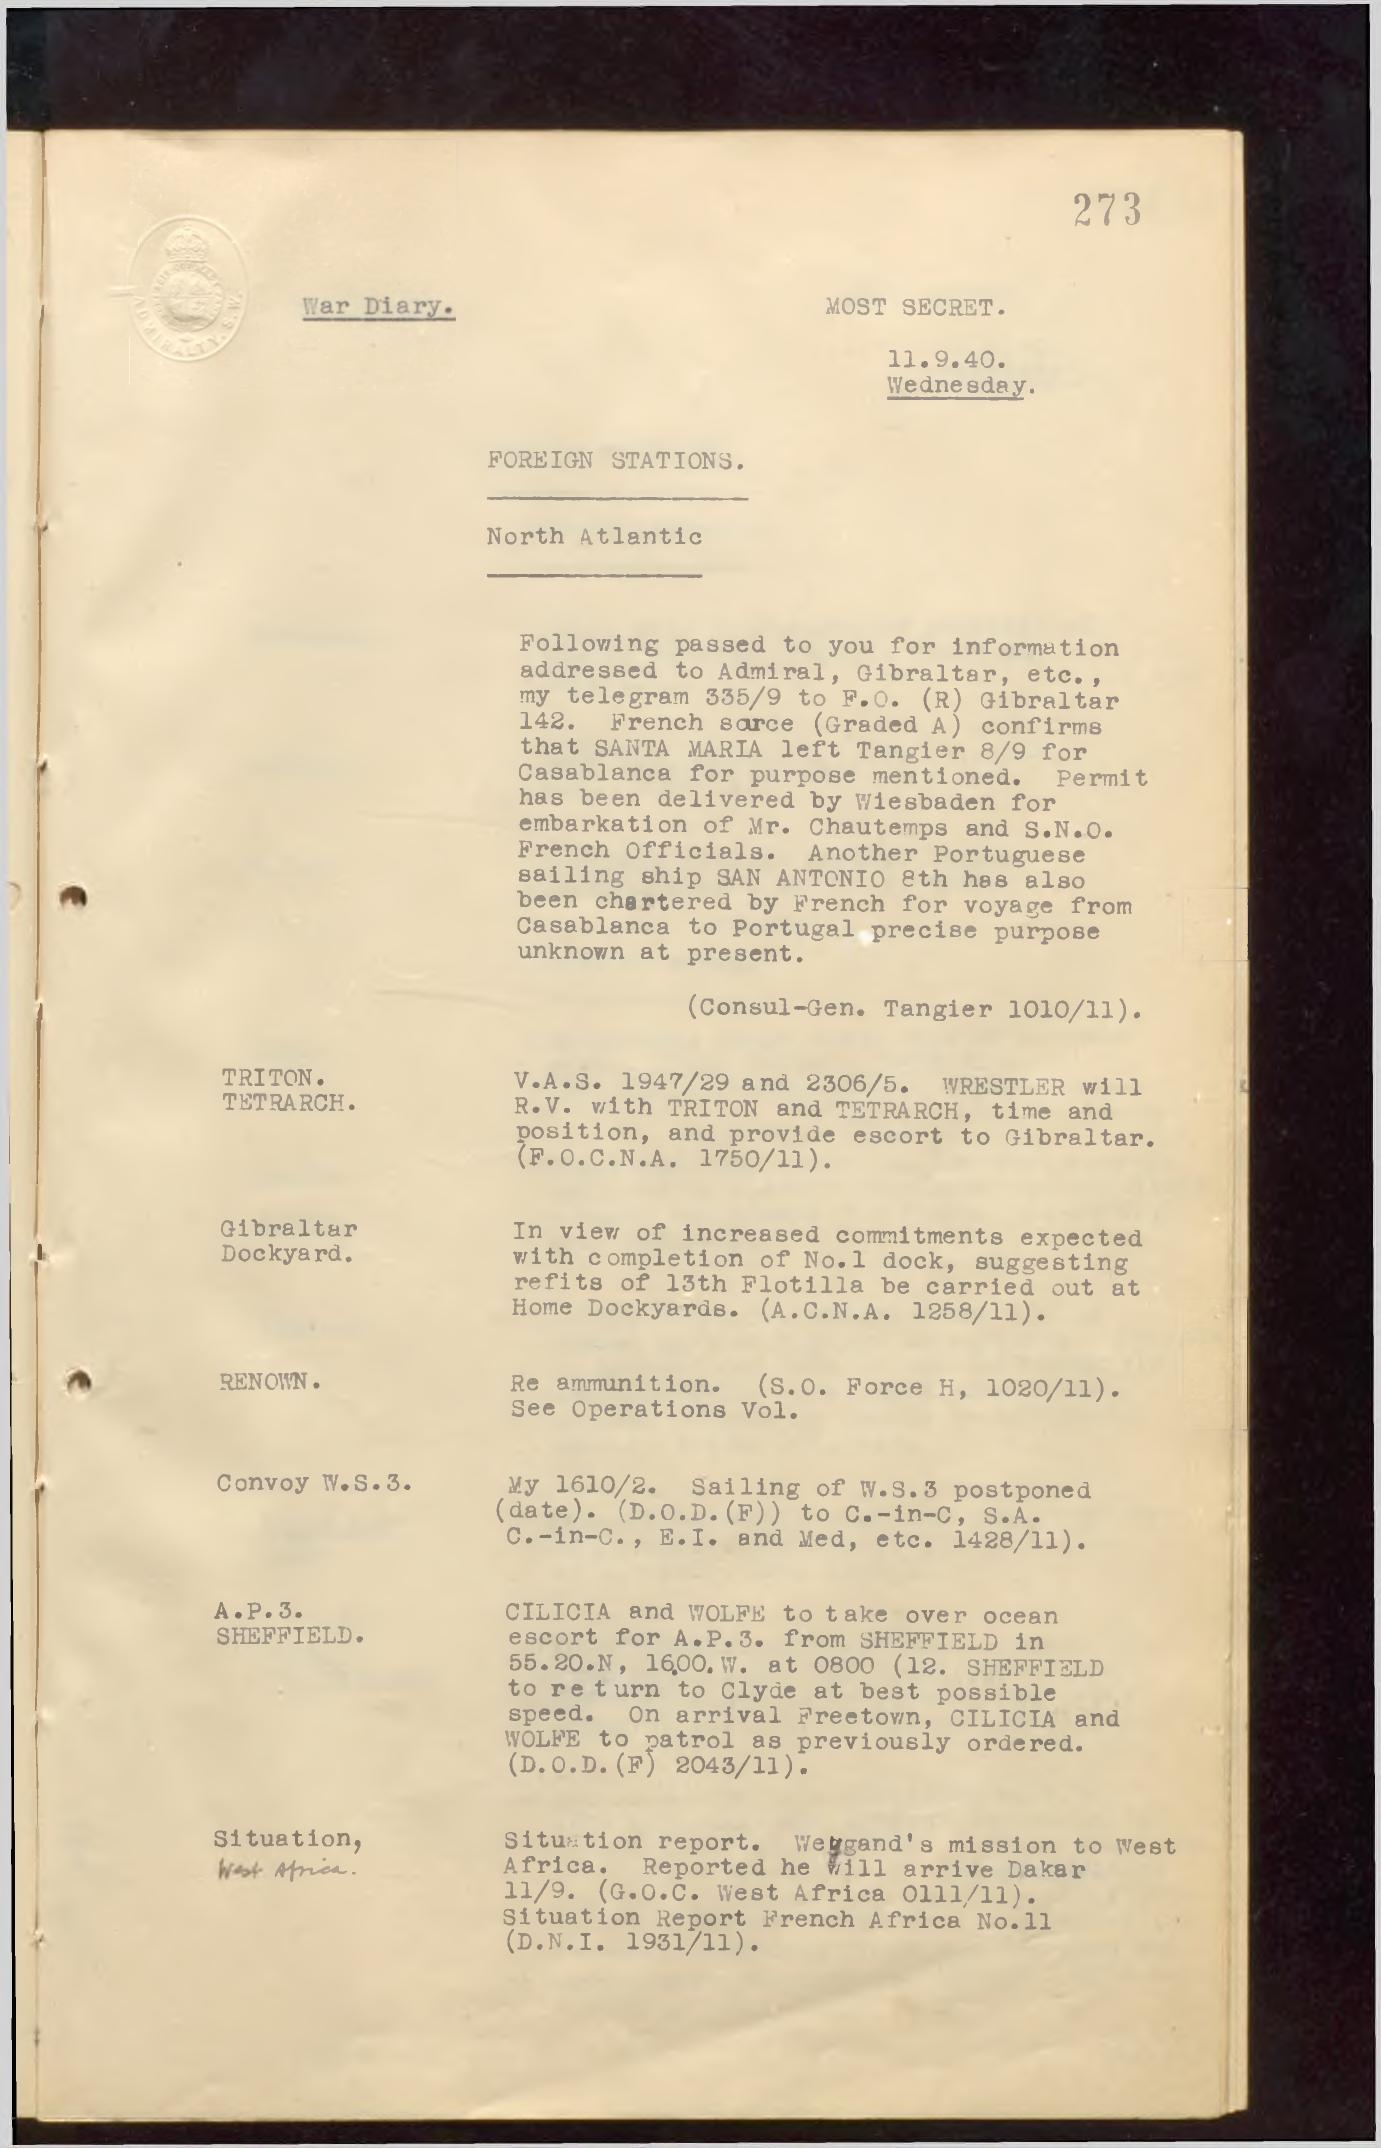 273
ADMIRALTY. S.W.
War Diary.
MOST SECRET.
11.9.40.
Wednesday.
FOREIGN STATIONS.
North Atlantic
Following passed to you for information
addressed to Admiral, Gibraltar, etc.,
my telegram 335/9 to F.O. (R) Gibraltar
142. French sorce (Graded A) confirms
that SANTA MARIA left Tangier 8/9 for
Casablanca for purpose mentioned. Permit
has been delivered by Wiesbaden for
embarkation of Mr. Chautemps and S.N.O.
French Officials. Another Portuguese
sailing ship SAN ANTONIO 8th has also
been chartered by French for voyage from
Casablanca to Portugal precise purpose
unknown at present.
(Consul-Gen. Tangier 1010/11).
TRITON.
TETRARCH.
V.A.S. 1947/29 and 2306/5. WRESTLER will
R.V. with TRITON and TETRARCH, time and
position, and provide escort to Gibraltar.
(F.O.C.N.A. 1750/11).
Gibraltar
Dockyard.
In view of increased commitments expected
with completion of No.1 dock, suggesting
refits of 13th Flotilla be carried out at
Home Dockyards. (A.C.N.A. 1258/11).
RENOWN.
Re ammunition. (S.O. Force H, 1020/11).
See Operations Vol.
Convoy W.S.3.
My 1610/2. Sailing of W.S.3 postponed
(date). (D.O.D.(F)) to C.-in-C, S.A.
C.-in-C., E.I. and Med, etc. 1428/11).
A.P.3.
SHEFFIELD.
CILICIA and WOLFE to take over ocean
escort for A.P.3. from SHEFFIELD in
55.20.N, 16.00.W. at 0800 (12. SHEFFIELD
to return to Clyde at best possible
speed. On arrival Freetown, CILICIA and
WOLFE to patrol as previously ordered.
(D.O.D.(F) 2043/11).
Situation,
West Africa.
Situation report. Weygand's mission to West
Africa. Reported he will arrive Dakar
11/9. (G.O.C. West Africa 0111/11).
Situation Report French Africa No.11
(D.N.I. 1931/11).